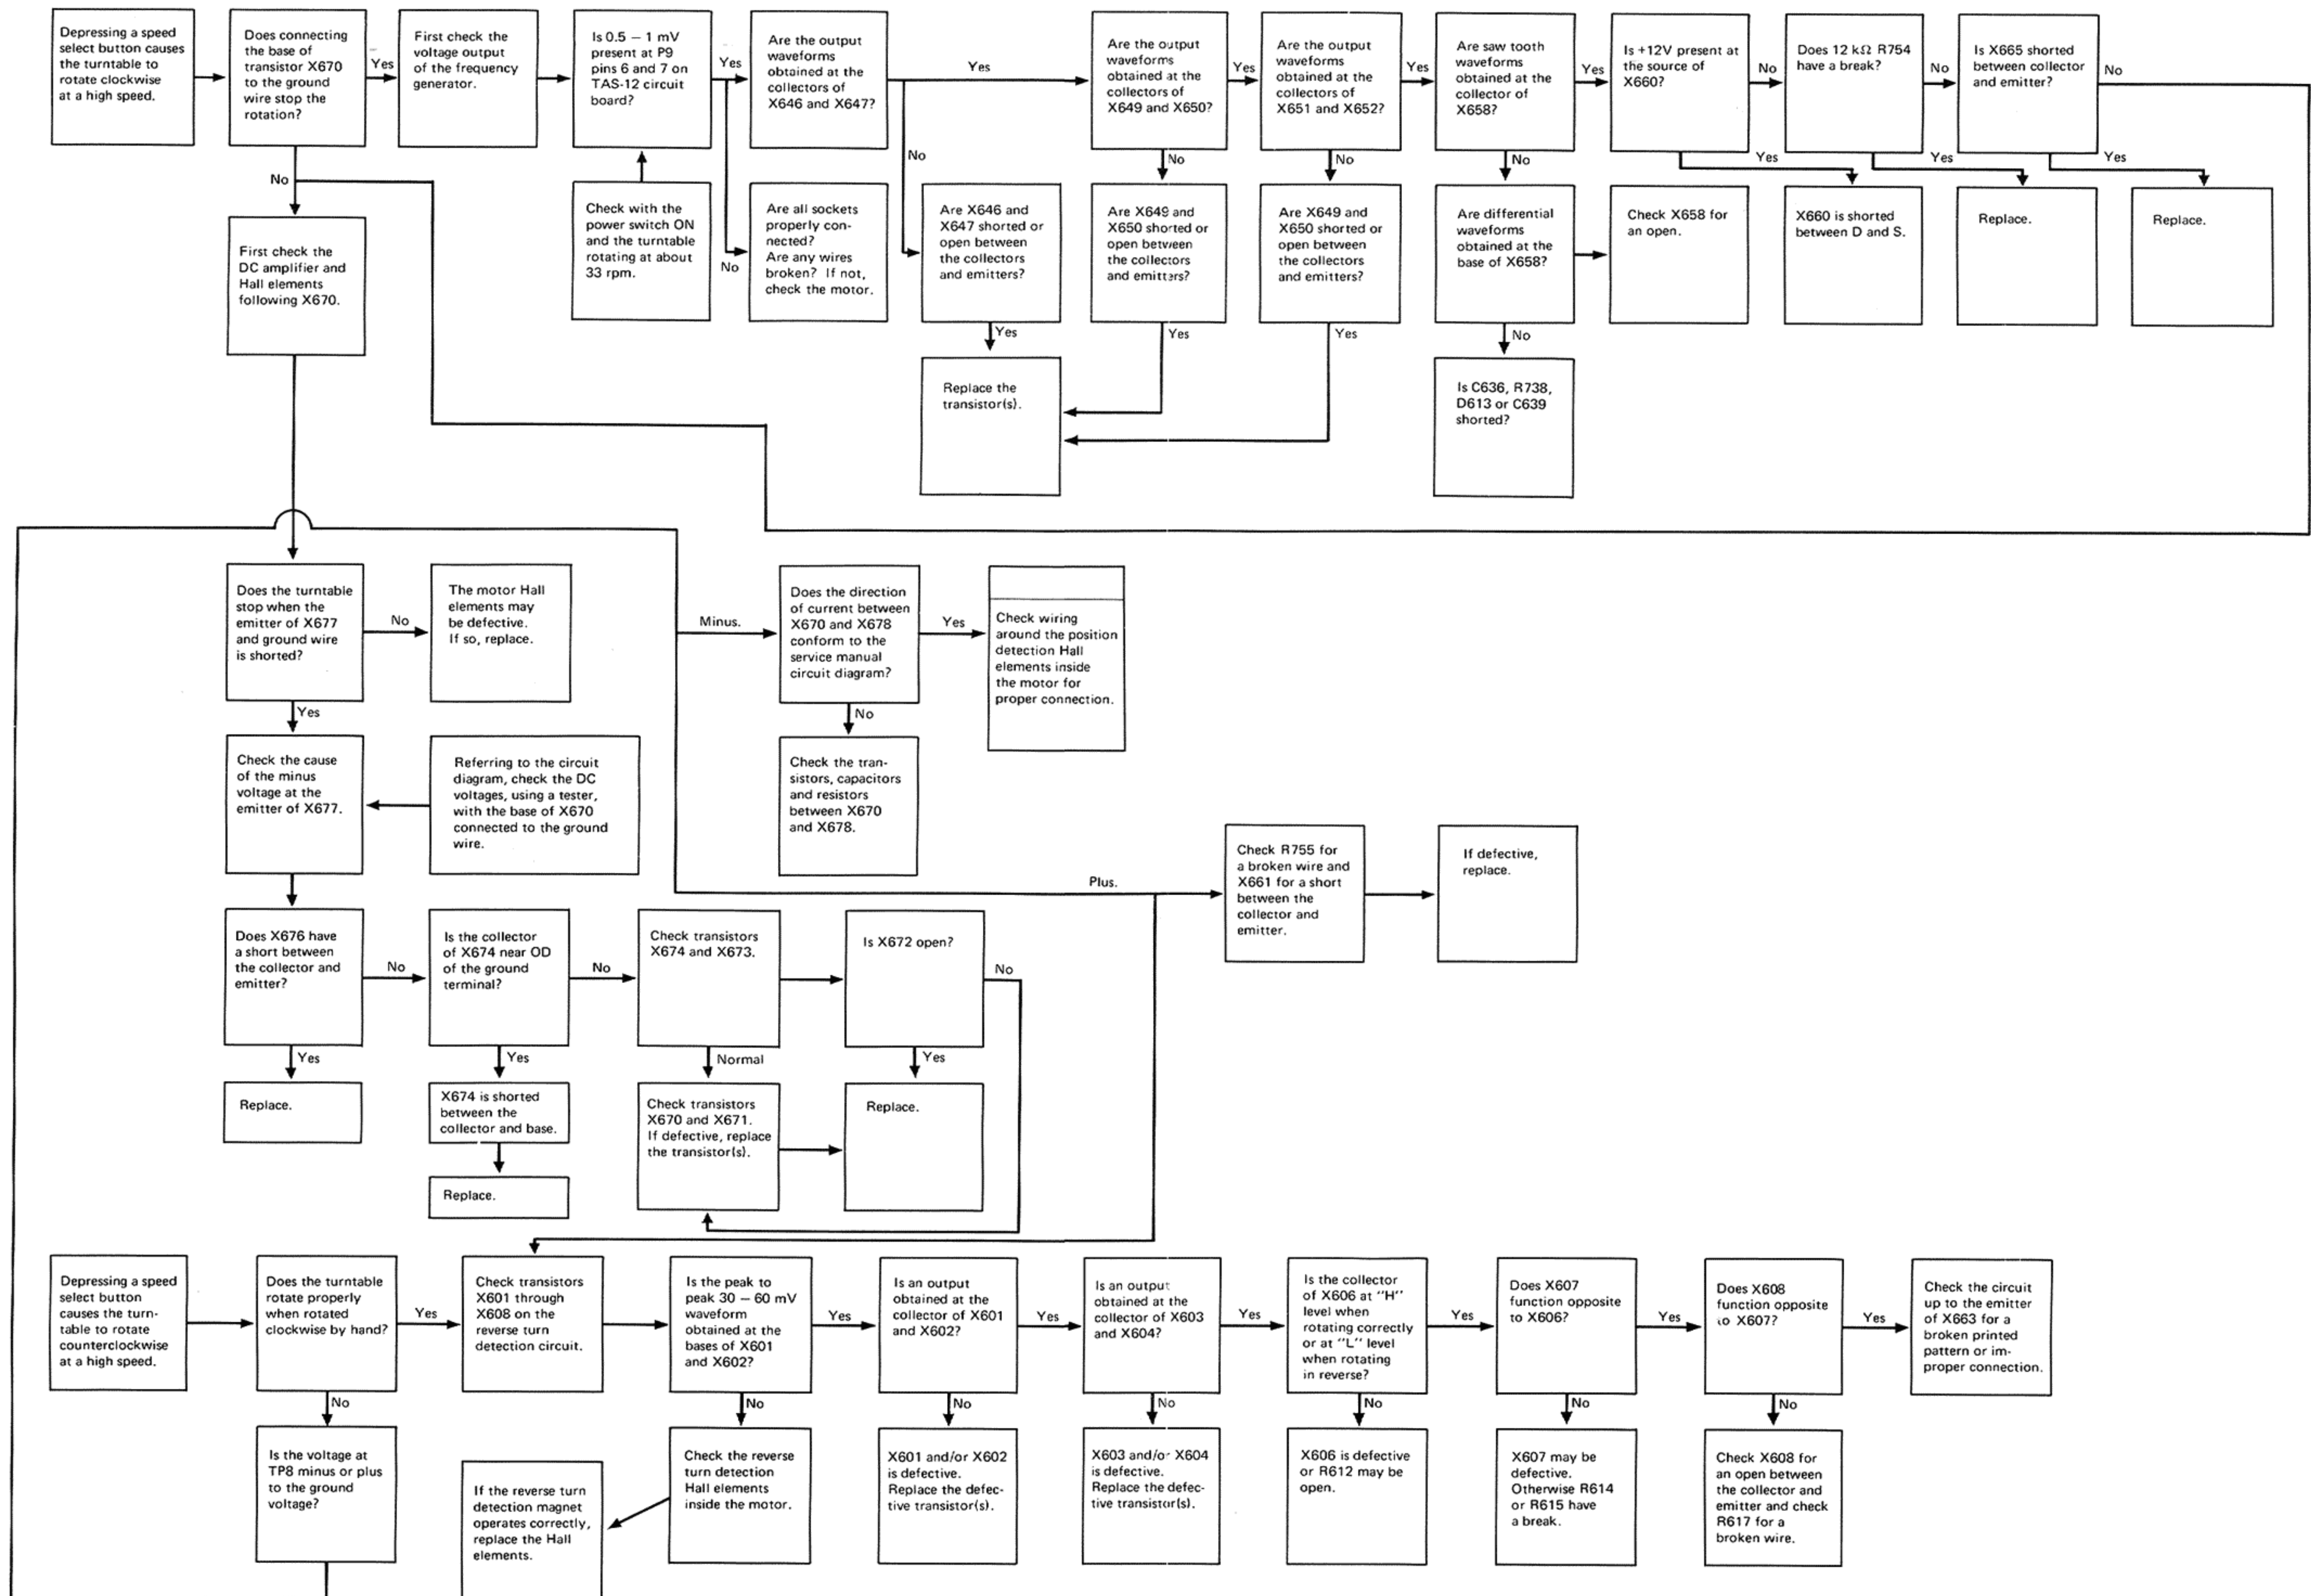 Depressing a speed
select button causes
the turntable to
rotate clockwise
at a high speed.
Does connecting
the base of
transistor X670
to the ground
wire stop the
rotation?
Yes
No
First check the
voltage output
of the frequency
generator.
Is 0.5 – 1 mV
present at P9
pins 6 and 7 on
TAS-12 circuit
board?
Yes
No
Are the output
waveforms
obtained at the
collectors of
X646 and X647?
Yes
No
Are the output
waveforms
obtained at the
collectors of
X649 and X650?
Yes
No
Are the output
waveforms
obtained at the
collectors of
X651 and X652?
Yes
No
Are saw tooth
waveforms
obtained at the
collector of
X658?
Yes
No
Is +12V present at
the source of
X660?
No
Yes
Does 12 kΩ R754
have a break?
No
Yes
Is X665 shorted
between collector
and emitter?
No
Yes
First check the
DC amplifier and
Hall elements
following X670.
Check with the
power switch ON
and the turntable
rotating at about
33 rpm.
Are all sockets
properly con-
nected?
Are any wires
broken? If not,
check the motor.
Are X646 and
X647 shorted or
open between
the collectors
and emitters?
Yes
Are X649 and
X650 shorted or
open between
the collectors
and emitters?
Yes
Are X649 and
X650 shorted or
open between
the collectors
and emitters?
Yes
Are differential
waveforms
obtained at the
base of X658?
No
Check X658 for
an open.
X660 is shorted
between D and S.
Replace.
Replace.
Replace the
transistor(s).
Is C636, R738,
D613 or C639
shorted?
Does the turntable
stop when the
emitter of X677
and ground wire
is shorted?
No
Yes
The motor Hall
elements may
be defective.
If so, replace.
Minus.
Does the direction
of current between
X670 and X678
conform to the
service manual
circuit diagram?
Yes
No
Check wiring
around the position
detection Hall
elements inside
the motor for
proper connection.
Check the cause
of the minus
voltage at the
emitter of X677.
Referring to the circuit
diagram, check the DC
voltages, using a tester,
with the base of X670
connected to the ground
wire.
Check the tran-
sistors, capacitors
and resistors
between X670
and X678.
Plus.
Check R755 for
a broken wire and
X661 for a short
between the
collector and
emitter.
If defective,
replace.
Does X676 have
a short between
the collector and
emitter?
No
Yes
Is the collector
of X674 near OD
of the ground
terminal?
No
Yes
Check transistors
X674 and X673.
Normal
Is X672 open?
No
Yes
Replace.
X674 is shorted
between the
collector and base.
Replace.
Check transistors
X670 and X671.
If defective, replace
the transistor(s).
Replace.
Depressing a speed
select button
causes the turn-
table to rotate
counterclockwise
at a high speed.
Does the turntable
rotate properly
when rotated
clockwise by hand?
Yes
No
Check transistors
X601 through
X608 on the
reverse turn
detection circuit.
Is the peak to
peak 30 – 60 mV
waveform
obtained at the
bases of X601
and X602?
Yes
No
Is an output
obtained at the
collector of X601
and X602?
Yes
No
Is an output
obtained at the
collector of X603
and X604?
Yes
No
Is the collector
of X606 at "H"
level when
rotating correctly
or at "L" level
when rotating
in reverse?
Yes
No
Does X607
function opposite
to X606?
Yes
No
Does X608
function opposite
to X607?
Yes
No
Check the circuit
up to the emitter
of X663 for a
broken printed
pattern or im-
proper connection.
Is the voltage at
TP8 minus or plus
to the ground
voltage?
If the reverse turn
detection magnet
operates correctly,
replace the Hall
elements.
Check the reverse
turn detection
Hall elements
inside the motor.
X601 and/or X602
is defective.
Replace the defec-
tive transistor(s).
X603 and/or X604
is defective.
Replace the defec-
tive transistor(s).
X606 is defective
or R612 may be
open.
X607 may be
defective.
Otherwise R614
or R615 have
a break.
Check X608 for
an open between
the collector and
emitter and check
R617 for a
broken wire.